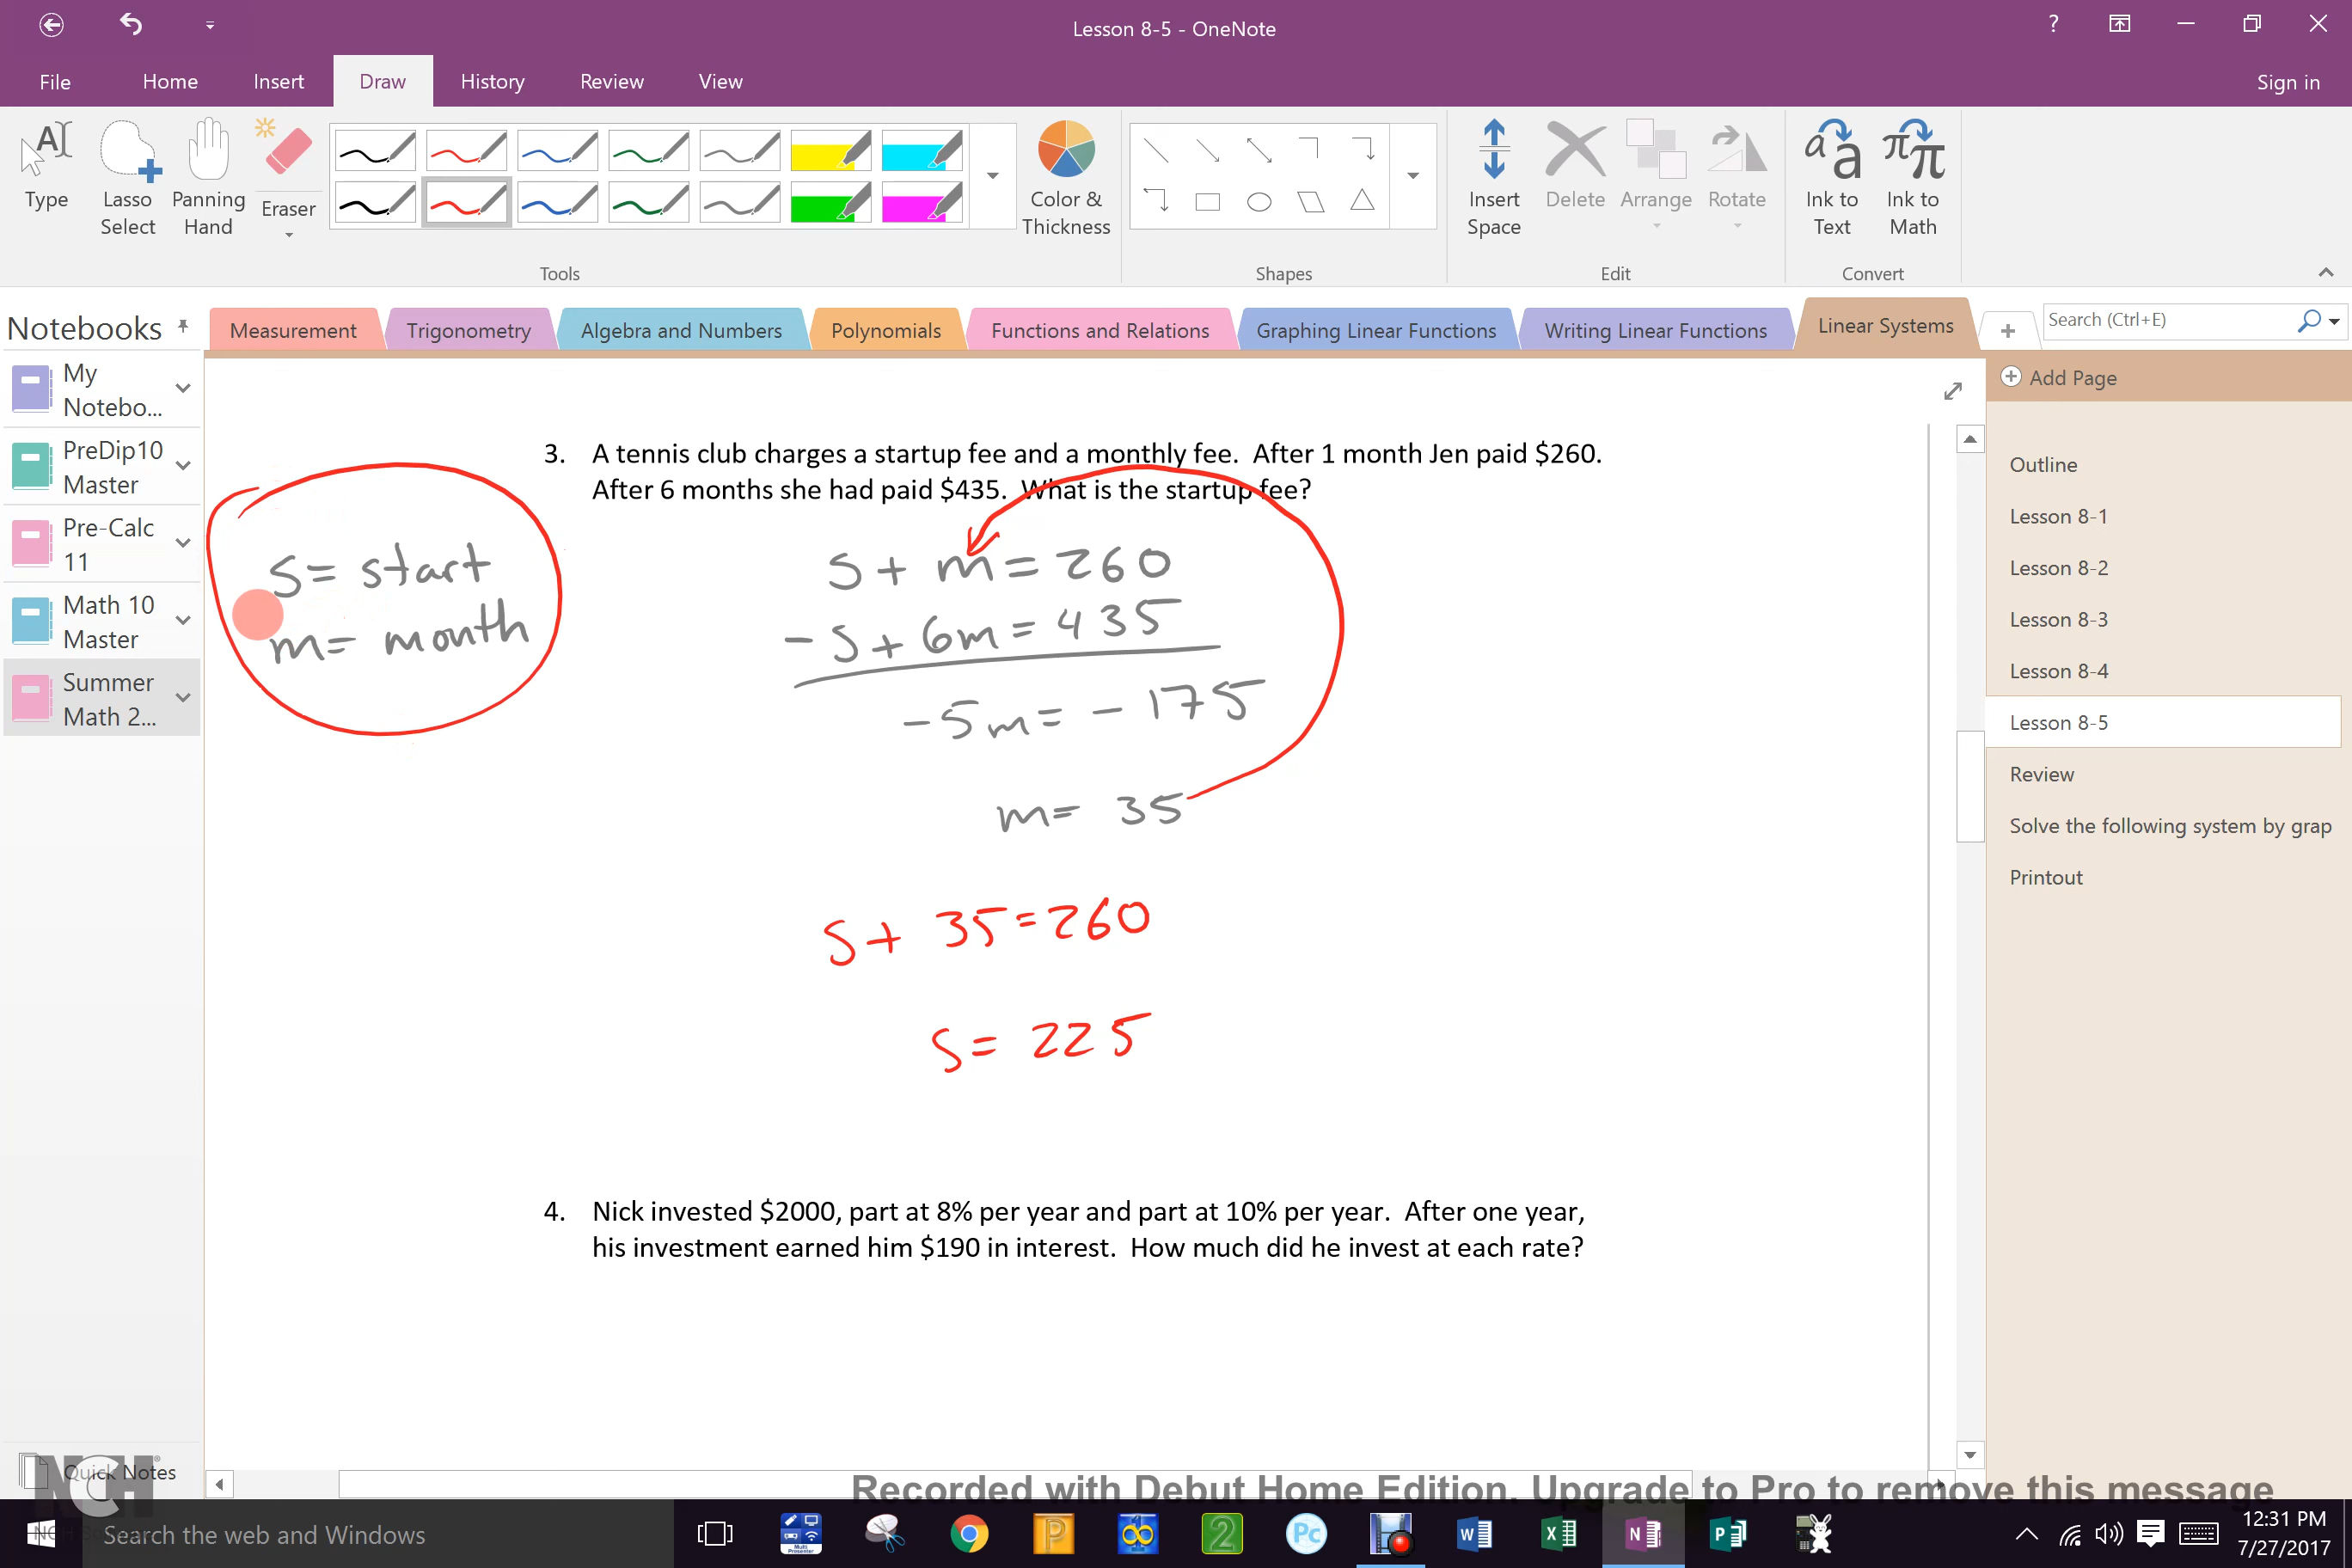 Lesson 8-5 - OneNote
?
File Home Insert Draw History Review View Sign in
Type
Lasso Select
Panning Hand
Eraser
Color & Thickness
Insert Space
Delete
Arrange
Rotate
Ink to Text
Ink to Math
Tools
Shapes
Edit
Convert
Notebooks
Measurement Trigonometry Algebra and Numbers Polynomials Functions and Relations Graphing Linear Functions Writing Linear Functions Linear Systems +
Search (Ctrl+E)
My
Notebo...
PreDip10
Master
Pre-Calc
11
Math 10
Master
Summer
Math 2...
Quick Notes
3. A tennis club charges a startup fee and a monthly fee. After 1 month Jen paid $260.
After 6 months she had paid $435. What is the startup fee?
s = start
m = month
s + m = 260
- s + 6m = 435
-5m = -175
m = 35
s + 35 = 260
s = 225
4. Nick invested $2000, part at 8% per year and part at 10% per year. After one year,
his investment earned him $190 in interest. How much did he invest at each rate?
Add Page
Outline
Lesson 8-1
Lesson 8-2
Lesson 8-3
Lesson 8-4
Lesson 8-5
Review
Solve the following system by grap
Printout
NCH
Recorded with Debut Home Edition. Upgrade to Pro to remove this message
Search the web and Windows
12:31 PM
7/27/2017